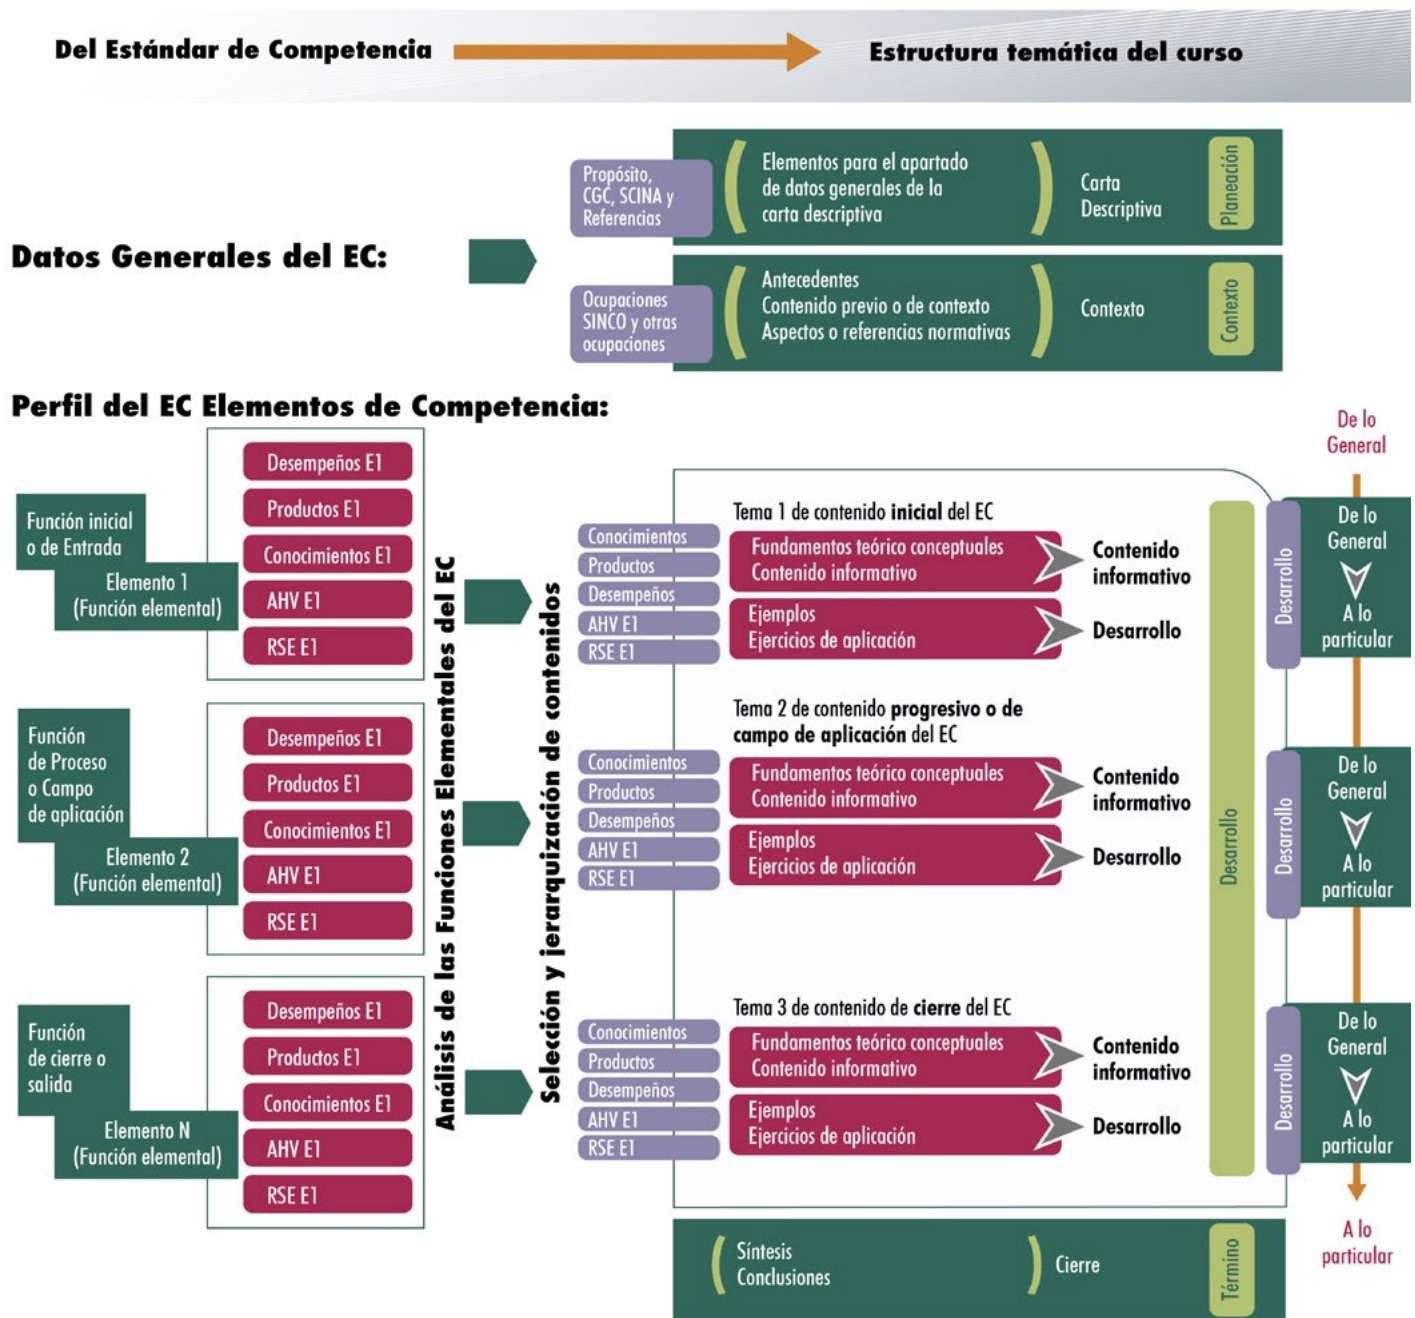 Del Estándar de Competencia
Estructura temática del curso
Datos Generales del EC:
Propósito,
CGC, SCINA y
Referencias
Elementos para el apartado
de datos generales de la
carta descriptiva
Carta
Descriptiva
Planeación
Ocupaciones
SINCO y otras
ocupaciones
Antecedentes
Contenido previo o de contexto
Aspectos o referencias normativas
Contexto
Contexto
Perfil del EC Elementos de Competencia:
Función inicial
o de Entrada
Elemento 1
(Función elemental)
Desempeños E1
Productos E1
Conocimientos E1
AHV E1
RSE E1
Función
de Proceso
o Campo
de aplicación
Elemento 2
(Función elemental)
Desempeños E1
Productos E1
Conocimientos E1
AHV E1
RSE E1
Función
de cierre o
salida
Elemento N
(Función elemental)
Desempeños E1
Productos E1
Conocimientos E1
AHV E1
RSE E1
Análisis de las Funciones Elementales del EC
Selección y jerarquización de contenidos
Conocimientos
Productos
Desempeños
AHV E1
RSE E1
Tema 1 de contenido inicial del EC
Fundamentos teórico conceptuales
Contenido informativo
Contenido
informativo
Ejemplos
Ejercicios de aplicación
Desarrollo
Conocimientos
Productos
Desempeños
AHV E1
RSE E1
Tema 2 de contenido progresivo o de
campo de aplicación del EC
Fundamentos teórico conceptuales
Contenido informativo
Contenido
informativo
Ejemplos
Ejercicios de aplicación
Desarrollo
Conocimientos
Productos
Desempeños
AHV E1
RSE E1
Tema 3 de contenido de cierre del EC
Fundamentos teórico conceptuales
Contenido informativo
Contenido
informativo
Ejemplos
Ejercicios de aplicación
Desarrollo
Desarrollo
De lo
General
Desarrollo
De lo
General
A lo
particular
Desarrollo
De lo
General
A lo
particular
Desarrollo
De lo
General
A lo
particular
A lo
particular
Síntesis
Conclusiones
Cierre
Término